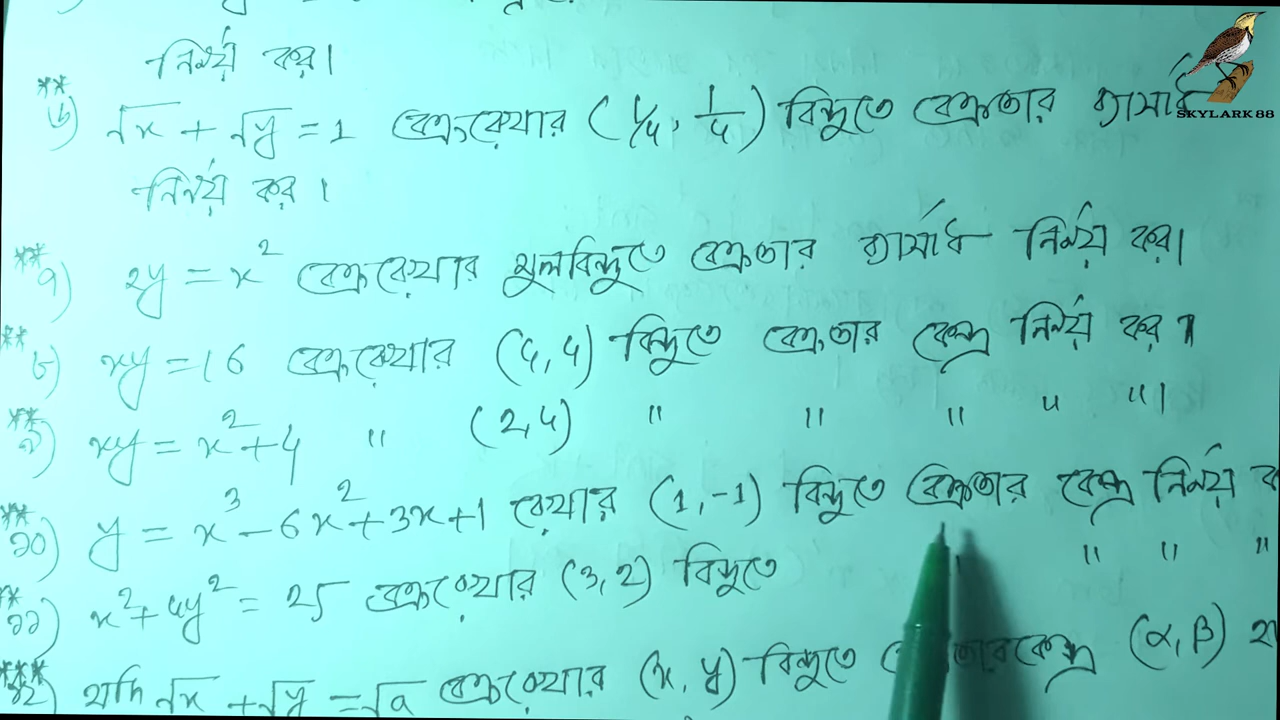 নির্ণয় কর।
SKYLARK 88
** ৬) √x + √y = 1 বক্ররেখার (1/4, 1/4) বিন্দুতে বক্রতার ব্যাসার্ধ
নির্ণয় কর।
** ৭) 2y = x² বক্ররেখার মূলবিন্দুতে বক্রতার ব্যাসার্ধ নির্ণয় কর।
** ৮) xy = 16 বক্ররেখার (4, 4) বিন্দুতে বক্রতার কেন্দ্র নির্ণয় কর।
** ৯) xy = x² + 4 " (2, 4) " " " " "।
** ১০) y = x³ - 6x² + 3x + 1 রেখার (1, -1) বিন্দুতে বক্রতার কেন্দ্র নির্ণয় ক
** ১১) x² + 4y² = 25 বক্ররেখার (3, 2) বিন্দুতে " " "
*** ১২) যদি √x + √y = √a বক্ররেখার (x, y) বিন্দুতে (α, β)